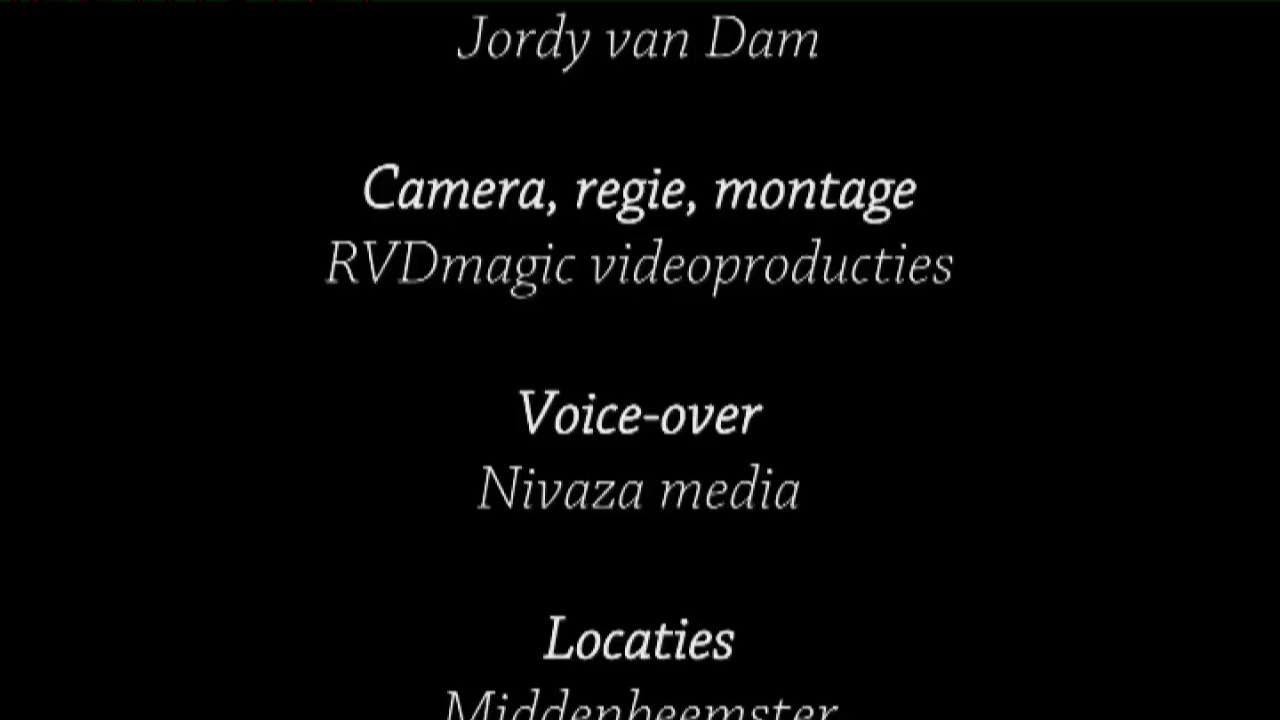 Jordy van Dam
Camera, regie, montage
RVDmagic videoproducties
Voice-over
Nivaza media
Locaties
Middenbeemster